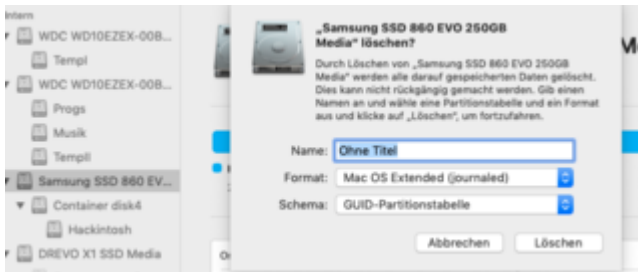 Intern
WDC WD10EZEX-00B...
Templ
WDC WD10EZEX-00B...
Progs
Musik
TempII
Samsung SSD 860 EV...
Container disk4
Hackintosh
DREVO X1 SSD Media
„Samsung SSD 860 EVO 250GB
Media“ löschen?
Durch Löschen von „Samsung SSD 860 EVO 250GB
Media“ werden alle darauf gespeicherten Daten gelöscht.
Dies kann nicht rückgängig gemacht werden. Gib einen
Namen an und wähle eine Partitionstabelle und ein Format
aus und klicke auf „Löschen“, um fortzufahren.
Name: Ohne Titel
Format: Mac OS Extended (journaled)
Schema: GUID-Partitionstabelle
Abbrechen Löschen